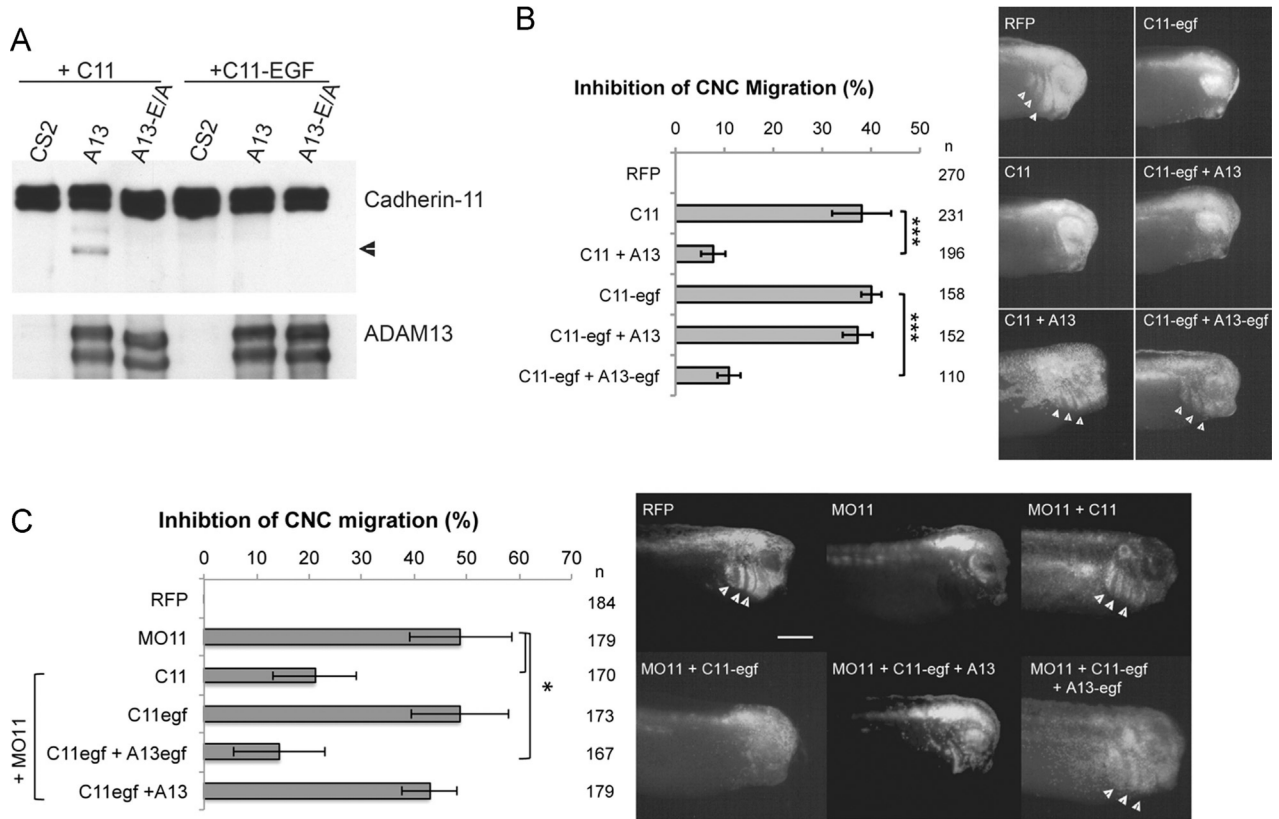 A
+ C11
+C11-EGF
CS2
A13
A13-E/A
CS2
A13
A13-E/A
Cadherin-11
ADAM13
B
Inhibition of CNC Migration (%)
0 10 20 30 40 50
n
RFP 270
C11 231
***
C11 + A13 196
C11-egf 158
***
C11-egf + A13 152
C11-egf + A13-egf 110
RFP
C11-egf
C11
C11-egf + A13
C11 + A13
C11-egf + A13-egf
C
Inhibtion of CNC migration (%)
0 10 20 30 40 50 60 70
n
RFP 184
MO11 179
C11 170
*
C11egf 173
C11egf + A13egf 167
C11egf +A13 179
+ MO11
RFP
MO11
MO11 + C11
MO11 + C11-egf
MO11 + C11-egf + A13
MO11 + C11-egf
+ A13-egf